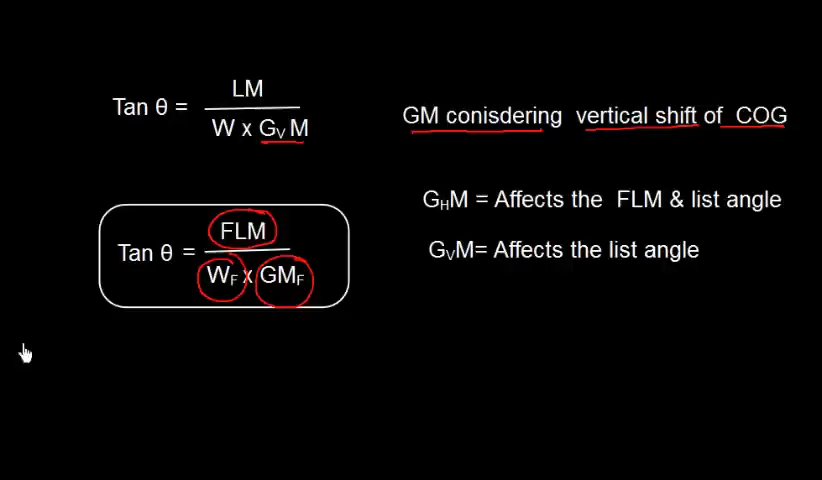 Tan θ = LM
W x GV M
GM conisdering vertical shift of COG
GHM = Affects the FLM & list angle
Tan θ = FLM
WF x GMF
GVM= Affects the list angle